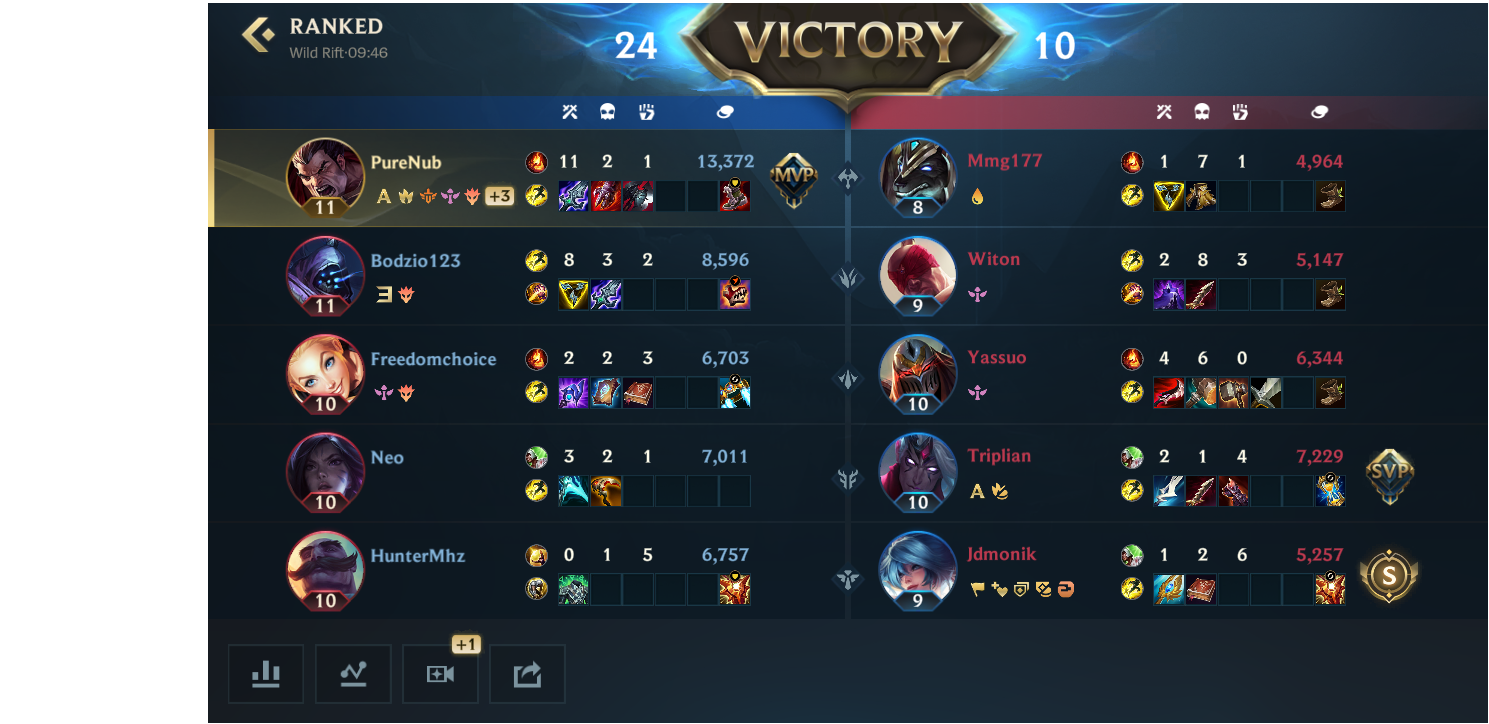 RANKED
Wild Rift·09:46
24 VICTORY 10
PureNub 11 2 1 13,372 MVP
11 A +3
Mmg177 1 7 1 4,964
8
Bodzio123 8 3 2 8,596
11
Witon 2 8 3 5,147
9
Freedomchoice 2 2 3 6,703
10
Yassuo 4 6 0 6,344
10
Neo 3 2 1 7,011
10
Triplian 2 1 4 7,229 SVP
10 A
HunterMhz 0 1 5 6,757
10
Jdmonik 1 2 6 5,257 S
9
+1